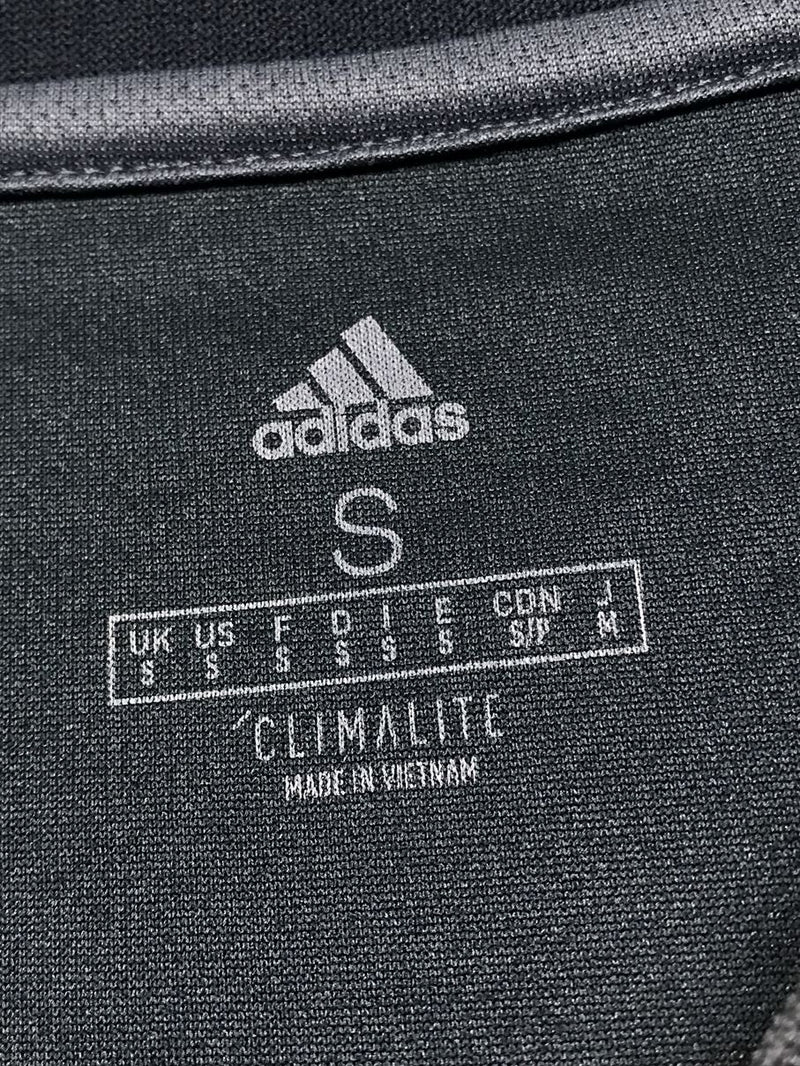 adidas
S
UK US F D I E CDN J
S S S S S S S/P M
CLIMALITE
MADE IN VIETNAM